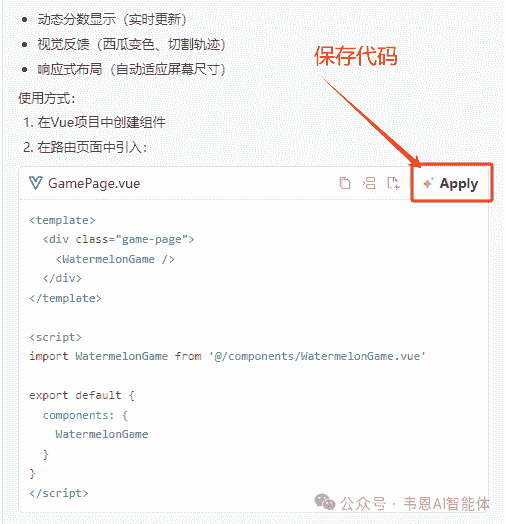 • 动态分数显示（实时更新）
• 视觉反馈（西瓜变色、切割轨迹）
• 响应式布局（自动适应屏幕尺寸）
保存代码
使用方式：
1. 在Vue项目中创建组件
2. 在路由页面中引入：
GamePage.vue
Apply
<template>
  <div class="game-page">
    <WatermelonGame />
  </div>
</template>

<script>
import WatermelonGame from '@/components/WatermelonGame.vue'

export default {
  components: {
    WatermelonGame
  }
}
</script>
公众号 · 韦恩AI智能体